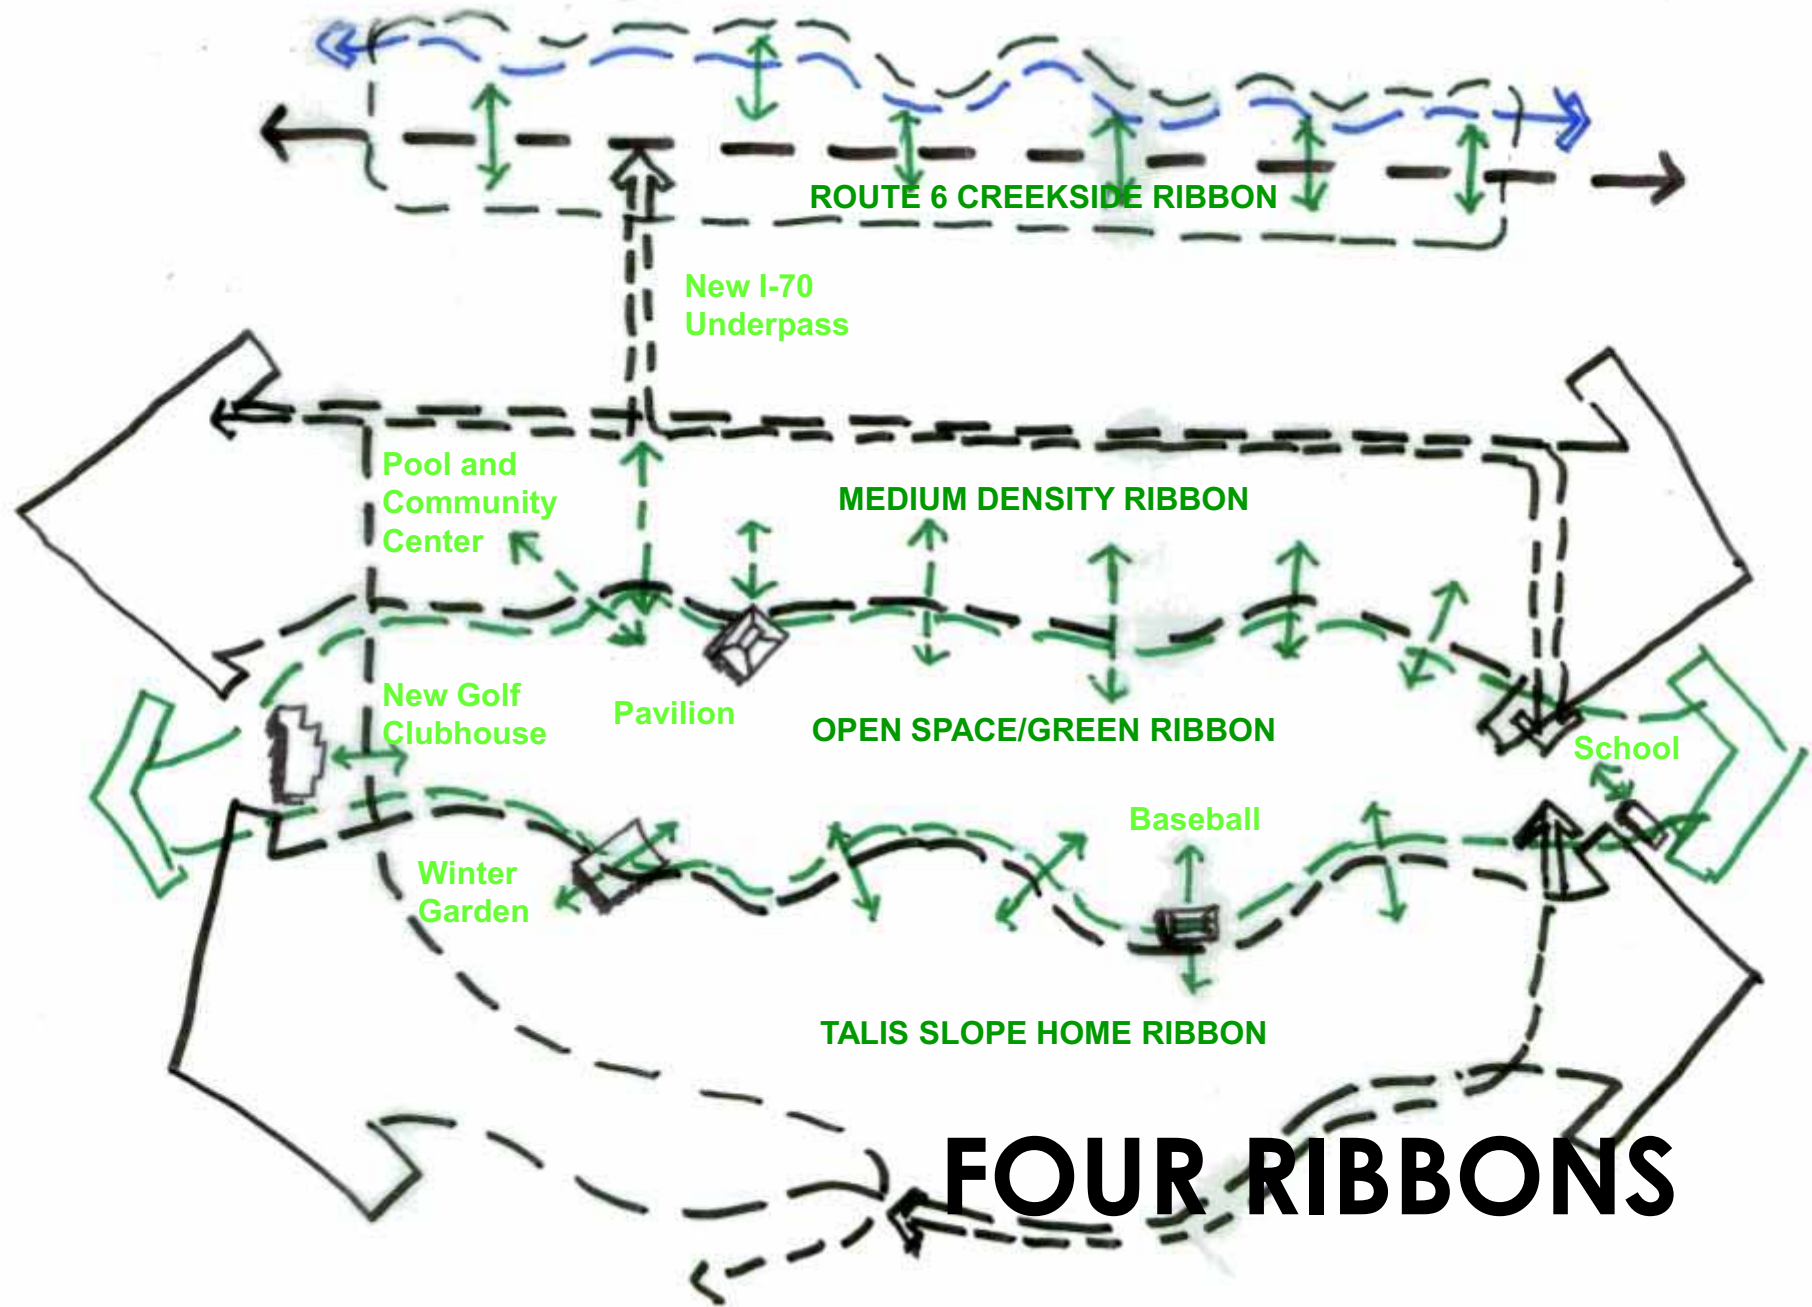 ROUTE 6 CREEKSIDE RIBBON
New I-70
Underpass
Pool and
Community
Center
MEDIUM DENSITY RIBBON
New Golf
Clubhouse
Pavilion
OPEN SPACE/GREEN RIBBON
School
Baseball
Winter
Garden
TALIS SLOPE HOME RIBBON
FOUR RIBBONS